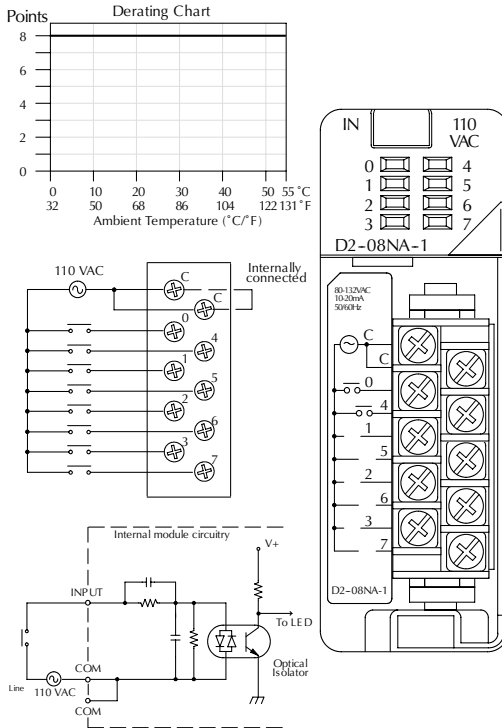 Derating Chart
Points
8
6
4
2
0
0 10 20 30 40 50 55˚C
32 50 68 86 104 122 131˚F
Ambient Temperature (˚C/˚F)
110 VAC
Internally
connected
C
C
0
4
1
5
2
6
3
7
Internal module circuitry
V+
INPUT
To LED
COM
Optical
Isolator
Line
110 VAC
COM
IN
110
VAC
0 4
1 5
2 6
3 7
D2-08NA-1
80-132VAC
10-20mA
50/60Hz
C
C
0
4
1
5
2
6
3
7
D2-08NA-1